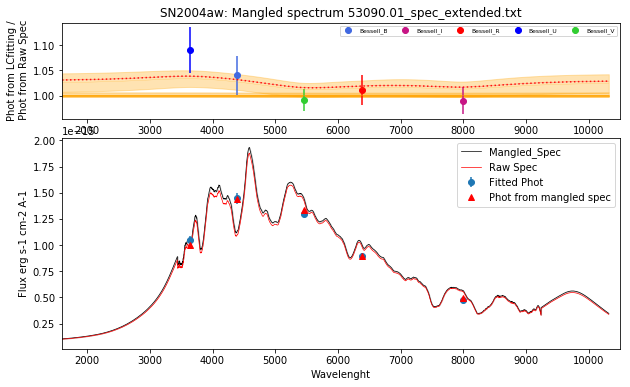 SN2004aw: Mangled spectrum 53090.01_spec_extended.txt
Phot from LCfitting /
Phot from Raw Spec
1.10
1.05
1.00
Bessell_B
Bessell_I
Bessell_R
Bessell_U
Bessell_V
2000 3000 4000 5000 6000 7000 8000 9000 10000
1e−15
Flux erg s-1 cm-2 A-1
2.00
1.75
1.50
1.25
1.00
0.75
0.50
0.25
Mangled_Spec
Raw Spec
Fitted Phot
Phot from mangled spec
2000 3000 4000 5000 6000 7000 8000 9000 10000
Wavelenght